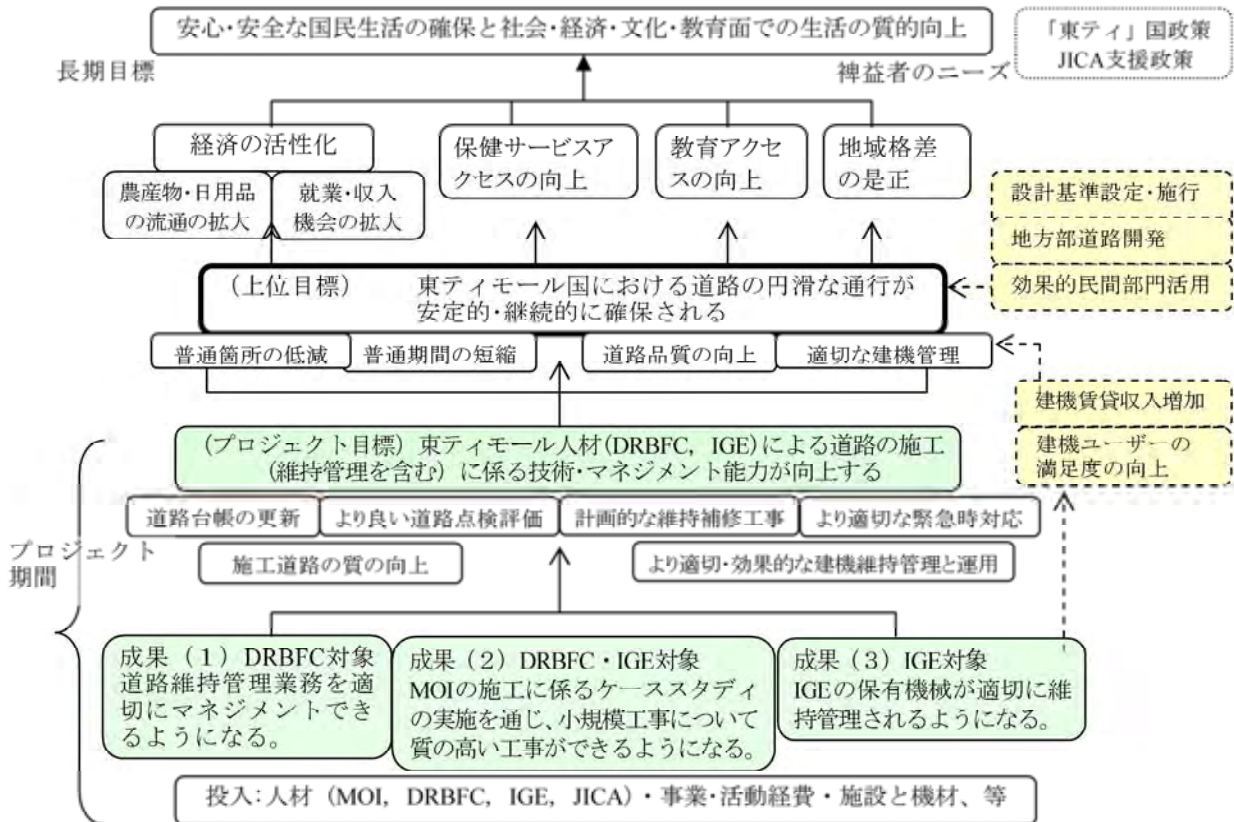 安心・安全な国民生活の確保と社会・経済・文化・教育面での生活の質的向上
「東ティ」国政策
JICA支援政策
長期目標
裨益者のニーズ
経済の活性化
農産物・日用品
の流通の拡大
就業・収入
機会の拡大
保健サービスア
クセスの向上
教育アクセ
スの向上
地域格差
の是正
設計基準設定・施行
地方部道路開発
効果的民間部門活用
(上位目標) 東ティモール国における道路の円滑な通行が
安定的・継続的に確保される
普通箇所の低減
普通期間の短縮
道路品質の向上
適切な建機管理
建機賃貸収入増加
建機ユーザーの
満足度の向上
(プロジェクト目標) 東ティモール人材(DRBFC, IGE)による道路の施工
(維持管理を含む) に係る技術・マネジメント能力が向上する
道路台帳の更新
より良い道路点検評価
計画的な維持補修工事
より適切な緊急時対応
プロジェクト
期間
施工道路の質の向上
より適切・効果的な建機維持管理と運用
成果(1) DRBFC対象
道路維持管理業務を適
切にマネジメントでき
るようになる。
成果(2) DRBFC・IGE対象
MOIの施工に係るケーススタディ
の実施を通じ、小規模工事について
質の高い工事ができるようになる。
成果(3) IGE対象
IGEの保有機械が適切に維
持管理されるようになる。
投入:人材 (MOI, DRBFC, IGE, JICA)・事業・活動経費・施設と機材、等